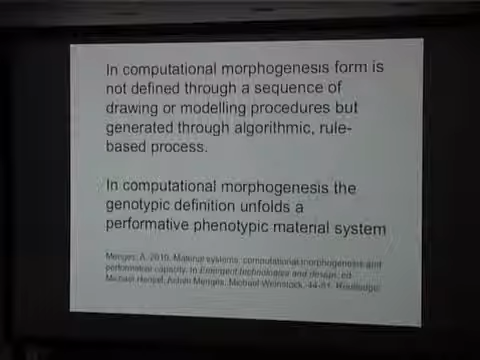 In computational morphogenesis form is
not defined through a sequence of
drawing or modelling procedures but
generated through algorithmic, rule-
based process.
In computational morphogenesis the
genotypic definition unfolds a
performative phenotypic material system
Menges, A. 2010. Material systems, computational morphogenesis and
performative capacity. In Emergent technologies and design, ed.
Michael Hensel, Achim Menges, Michael Weinstock, 44-61. Routledge.